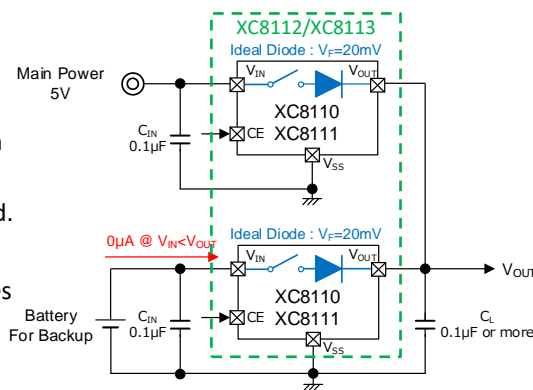 XC8112/XC8113
Ideal Diode : VF=20mV
Main Power
5V
VIN
VOUT
XC8110
XC8111
CIN
0.1µF
CE
VSS
d.
0µA @ VIN<VOUT
Ideal Diode : VF=20mV
VIN
VOUT
VOUT
es
XC8110
XC8111
Battery
For Backup
CIN
0.1µF
CE
VSS
CL
0.1µF or more